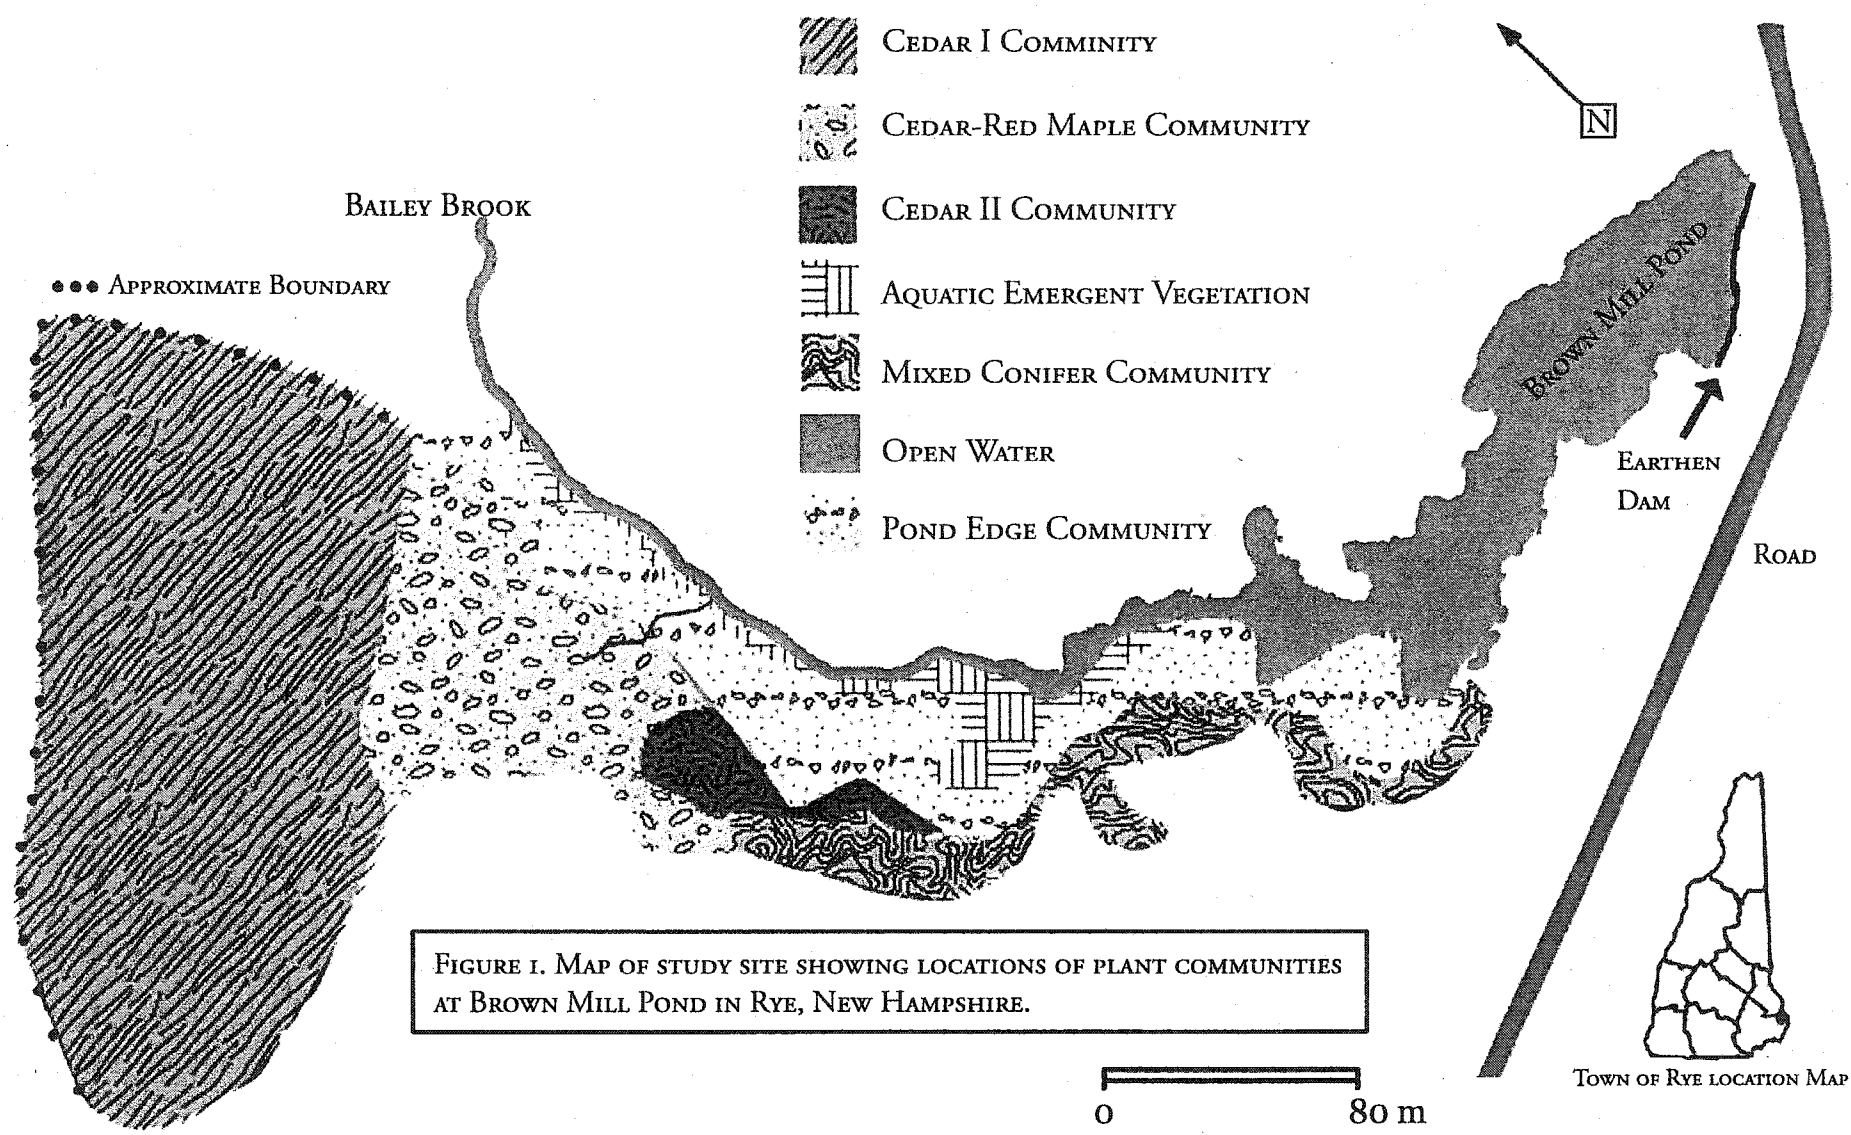 Cedar I Comminity
Cedar-Red Maple Community
Cedar II Community
Aquatic Emergent Vegetation
Mixed Conifer Community
Open Water
Pond Edge Community
N
Bailey Brook
Approximate Boundary
Brown Mill Pond
Earthen
Dam
Road
Figure 1. Map of study site showing locations of plant communities
at Brown Mill Pond in Rye, New Hampshire.
0
80 m
Town of Rye location Map